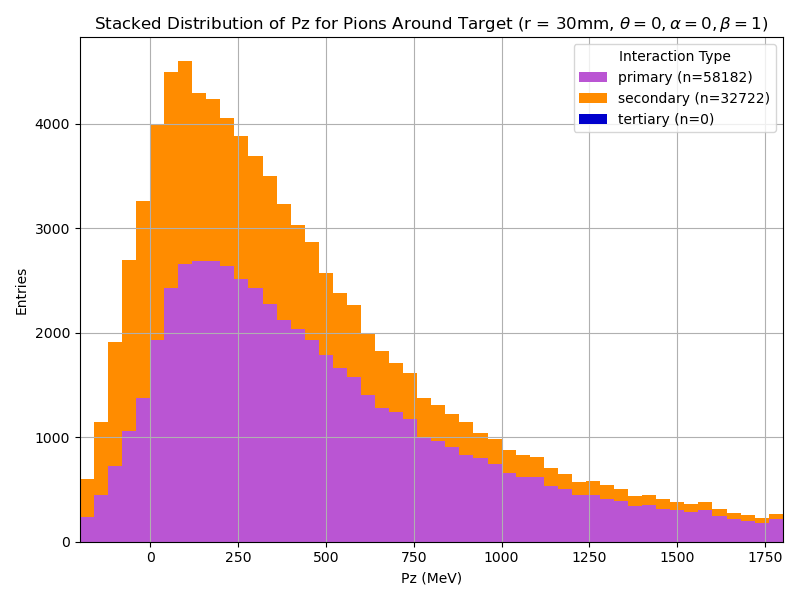 Stacked Distribution of Pz for Pions Around Target (r = 30mm, θ = 0, α = 0, β = 1)
Interaction Type
primary (n=58182)
secondary (n=32722)
tertiary (n=0)
4000
3000
2000
1000
0
Entries
0 250 500 750 1000 1250 1500 1750
Pz (MeV)